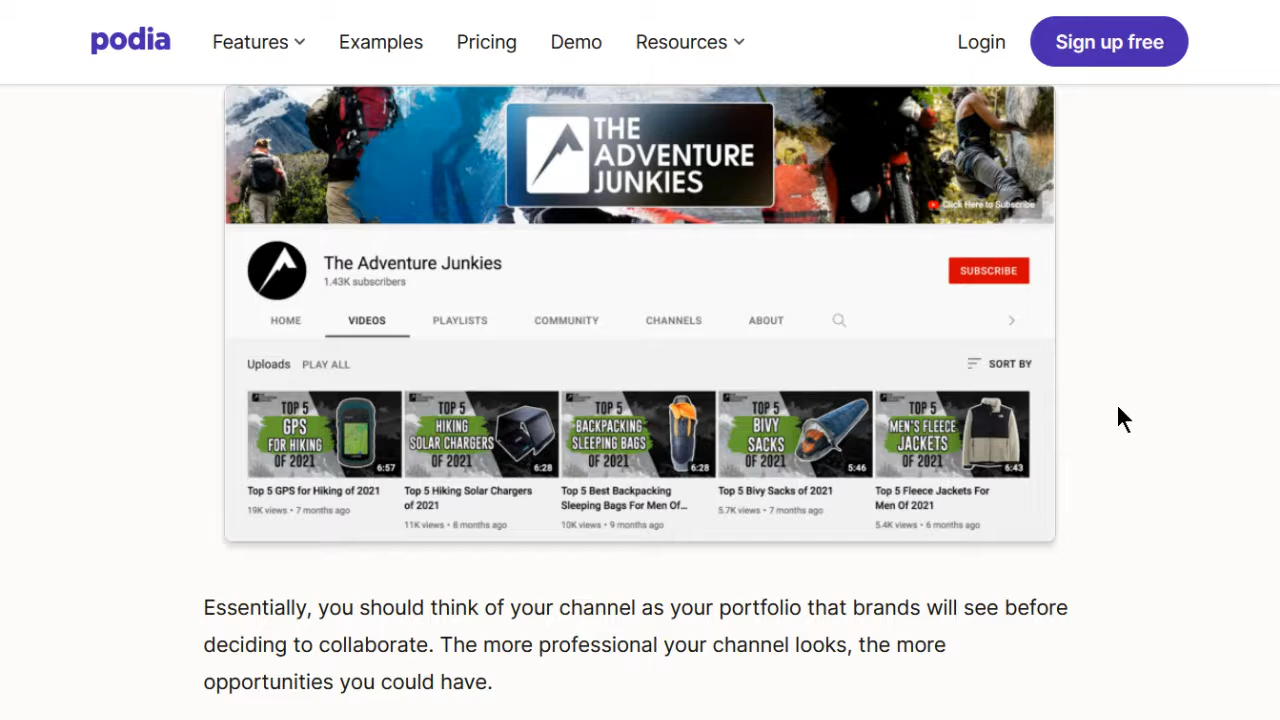 podia Features Examples Pricing Demo Resources Login Sign up free
THE
ADVENTURE
JUNKIES
Click Here to Subscribe
The Adventure Junkies
1.43K subscribers
SUBSCRIBE
HOME VIDEOS PLAYLISTS COMMUNITY CHANNELS ABOUT
Uploads PLAY ALL SORT BY
TOP 5
GPS
FOR HIKING
OF 2021
6:57
TOP 5
HIKING
SOLAR CHARGERS
OF 2021
6:28
TOP 5
BACKPACKING
SLEEPING BAGS
OF 2021
6:28
TOP 5
BIVY
SACKS
OF 2021
5:46
TOP 5
MEN'S FLEECE
JACKETS
OF 2021
6:43
Top 5 GPS for Hiking of 2021
19K views • 7 months ago
Top 5 Hiking Solar Chargers
of 2021
11K views • 8 months ago
Top 5 Best Backpacking
Sleeping Bags For Men Of...
10K views • 9 months ago
Top 5 Bivy Sacks of 2021
5.7K views • 7 months ago
Top 5 Fleece Jackets For
Men Of 2021
5.4K views • 6 months ago
Essentially, you should think of your channel as your portfolio that brands will see before
deciding to collaborate. The more professional your channel looks, the more
opportunities you could have.